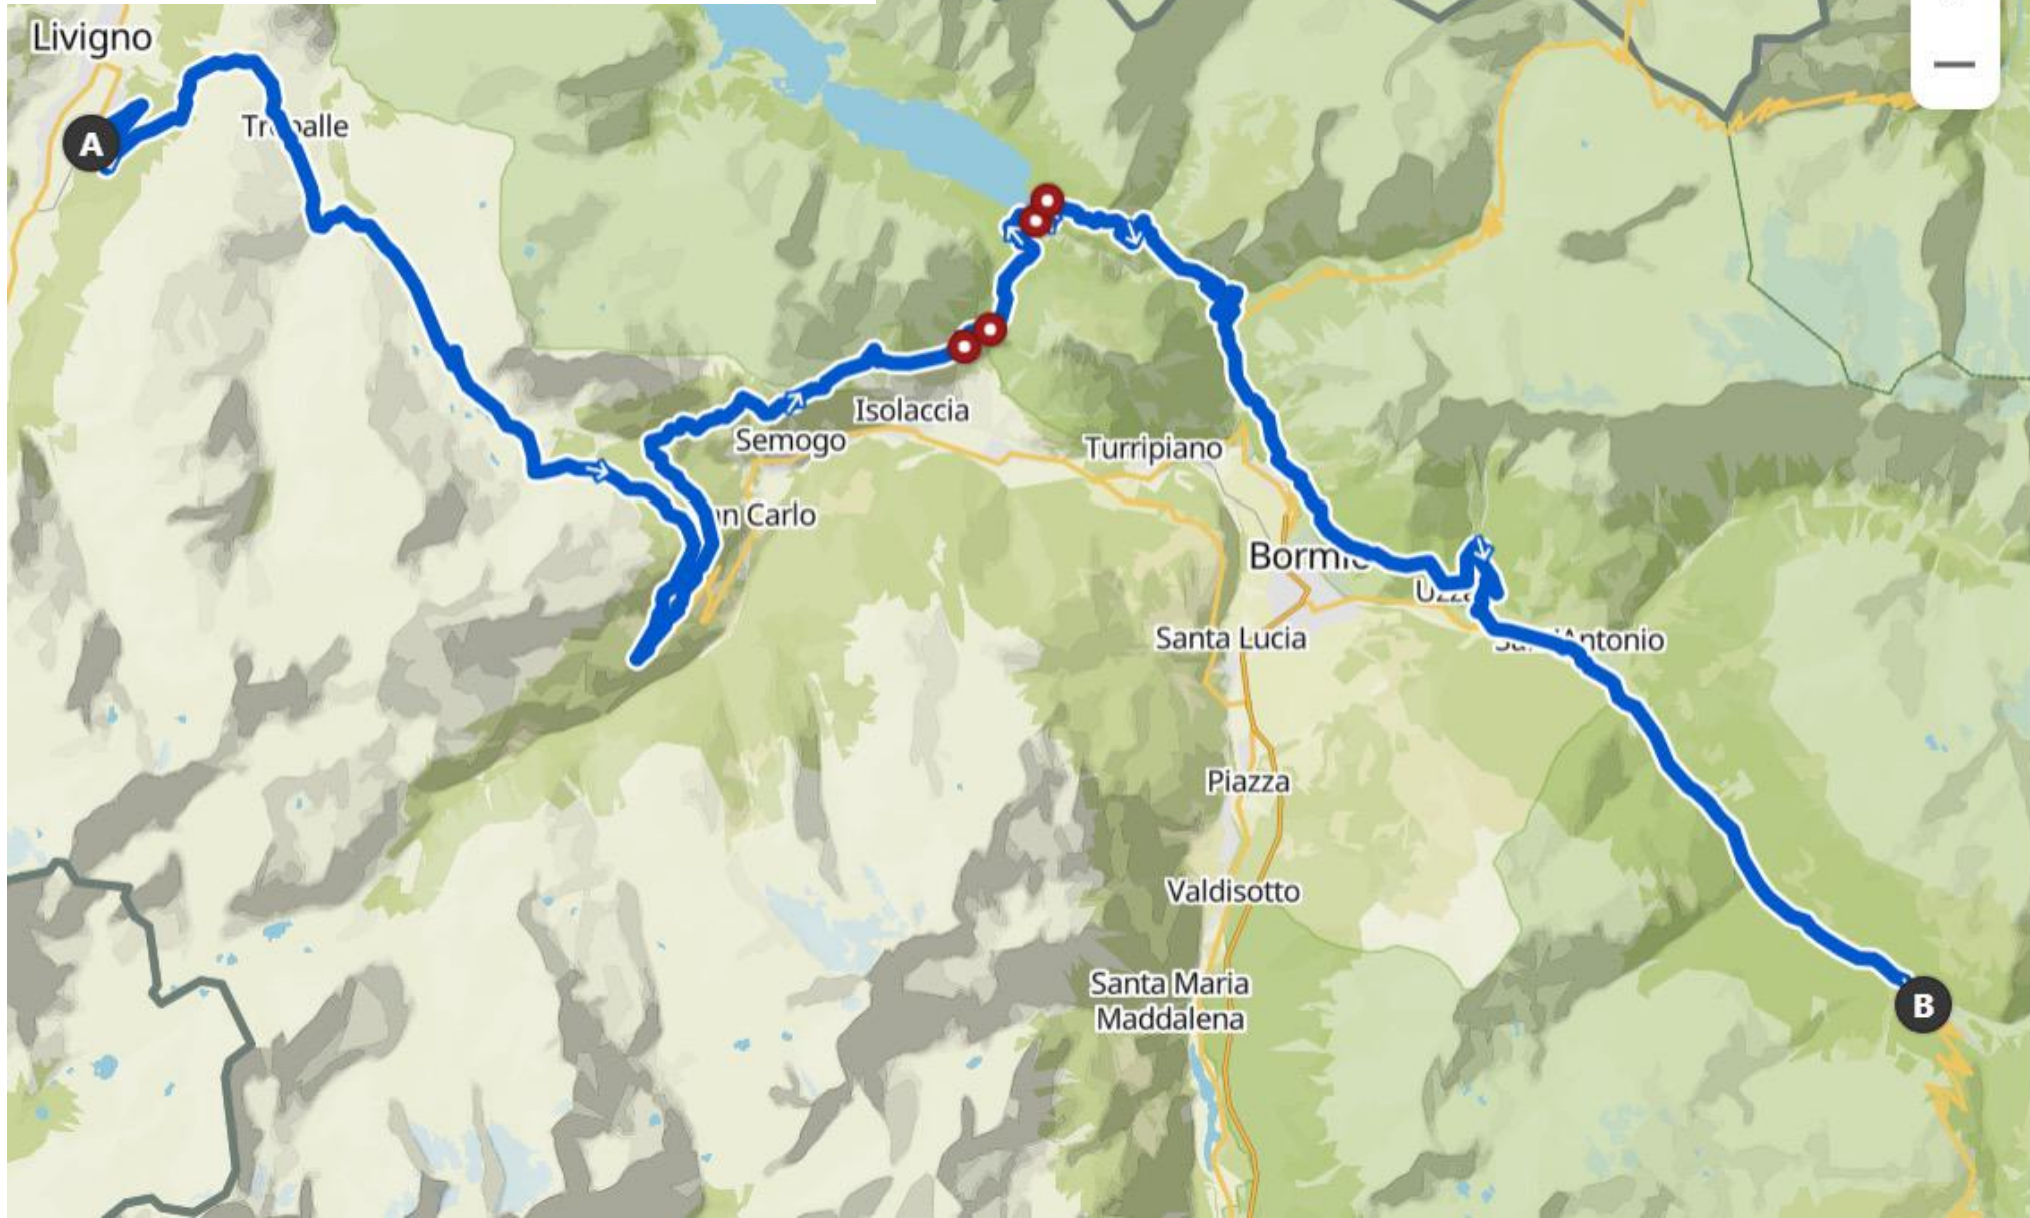 Livigno
A
Isolaccia
Semogo
Turripiano
Santa Lucia
Piazza
Valdisotto
Santa Maria
Maddalena
B